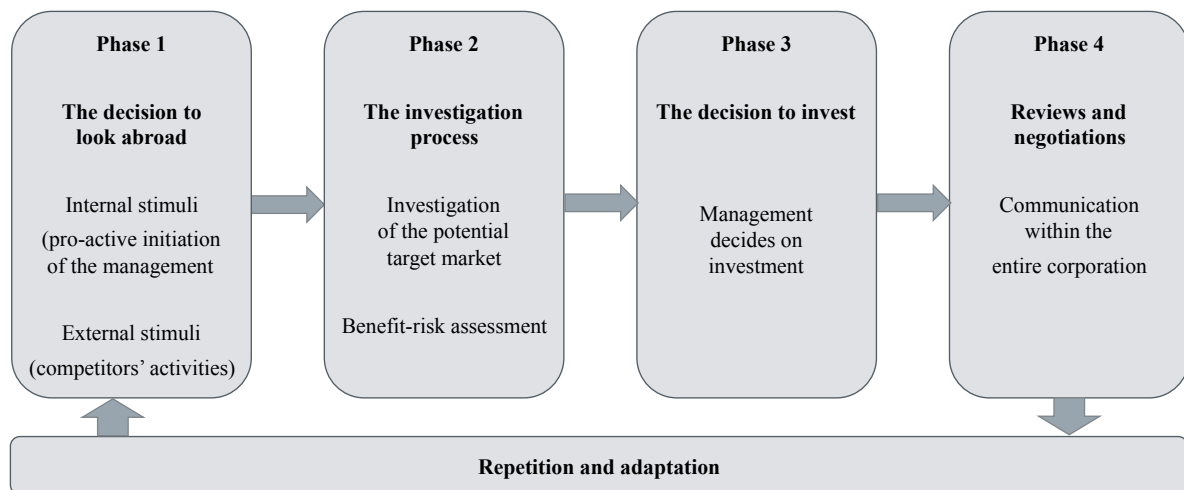 Phase 1
The decision to
look abroad
Internal stimuli
(pro-active initiation
of the management
External stimuli
(competitors’ activities)
Phase 2
The investigation
process
Investigation
of the potential
target market
Benefit-risk assessment
Phase 3
The decision to invest
Management
decides on
investment
Phase 4
Reviews and
negotiations
Communication
within the
entire corporation
Repetition and adaptation